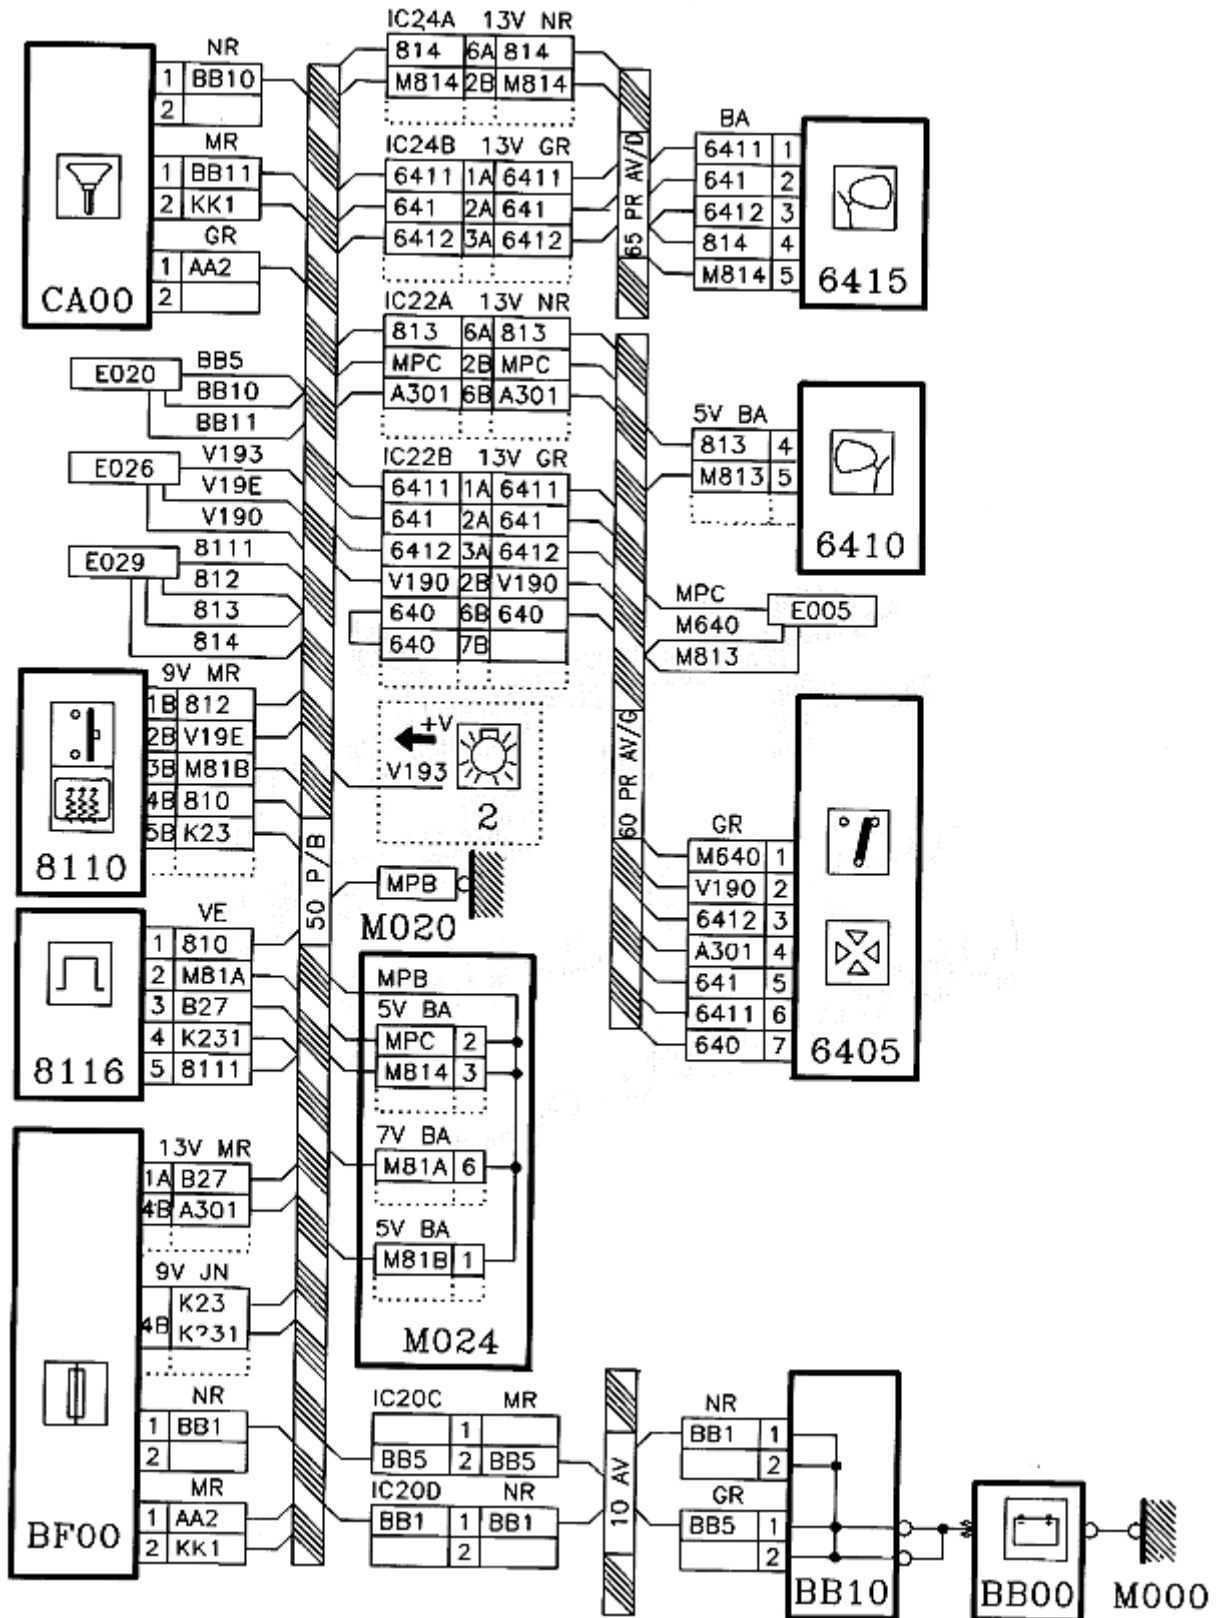 NR
1 BB10
2
MR
1 BB11
2 KK1
GR
1 AA2
2
CA00
E020
BB5
BB10
BB11
E026
V193
V19E
V190
E029
8111
812
813
814
9V MR
1B 812
2B V19E
3B M81B
4B 810
5B K23
8110
VE
1 810
2 M81A
3 B27
4 K231
5 8111
8116
13V MR
1A B27
4B A301
9V JN
K23
4B K231
NR
1 BB1
2
MR
1 AA2
2 KK1
BF00
50 P/B
IC24A 13V NR
814 6A 814
M814 2B M814
IC24B 13V GR
6411 1A 6411
641 2A 641
6412 3A 6412
IC22A 13V NR
813 6A 813
MPC 2B MPC
A301 6B A301
IC22B 13V GR
6411 1A 6411
641 2A 641
6412 3A 6412
V190 2B V190
640 6B 640
640 7B
+V
V193
2
MPB
M020
MPB
5V BA
MPC 2
M814 3
7V BA
M81A 6
5V BA
M81B 1
M024
IC20C MR
1
BB5 2 BB5
IC20D NR
BB1 1 BB1
2
65 PR AV/D
60 PR AV/G
10 AV
BA
6411 1
641 2
6412 3
814 4
M814 5
6415
5V BA
813 4
M813 5
6410
MPC
M640
M813
E005
GR
M640 1
V190 2
6412 3
A301 4
641 5
6411 6
640 7
6405
NR
BB1 1
2
GR
BB5 1
2
BB10
BB00
M000